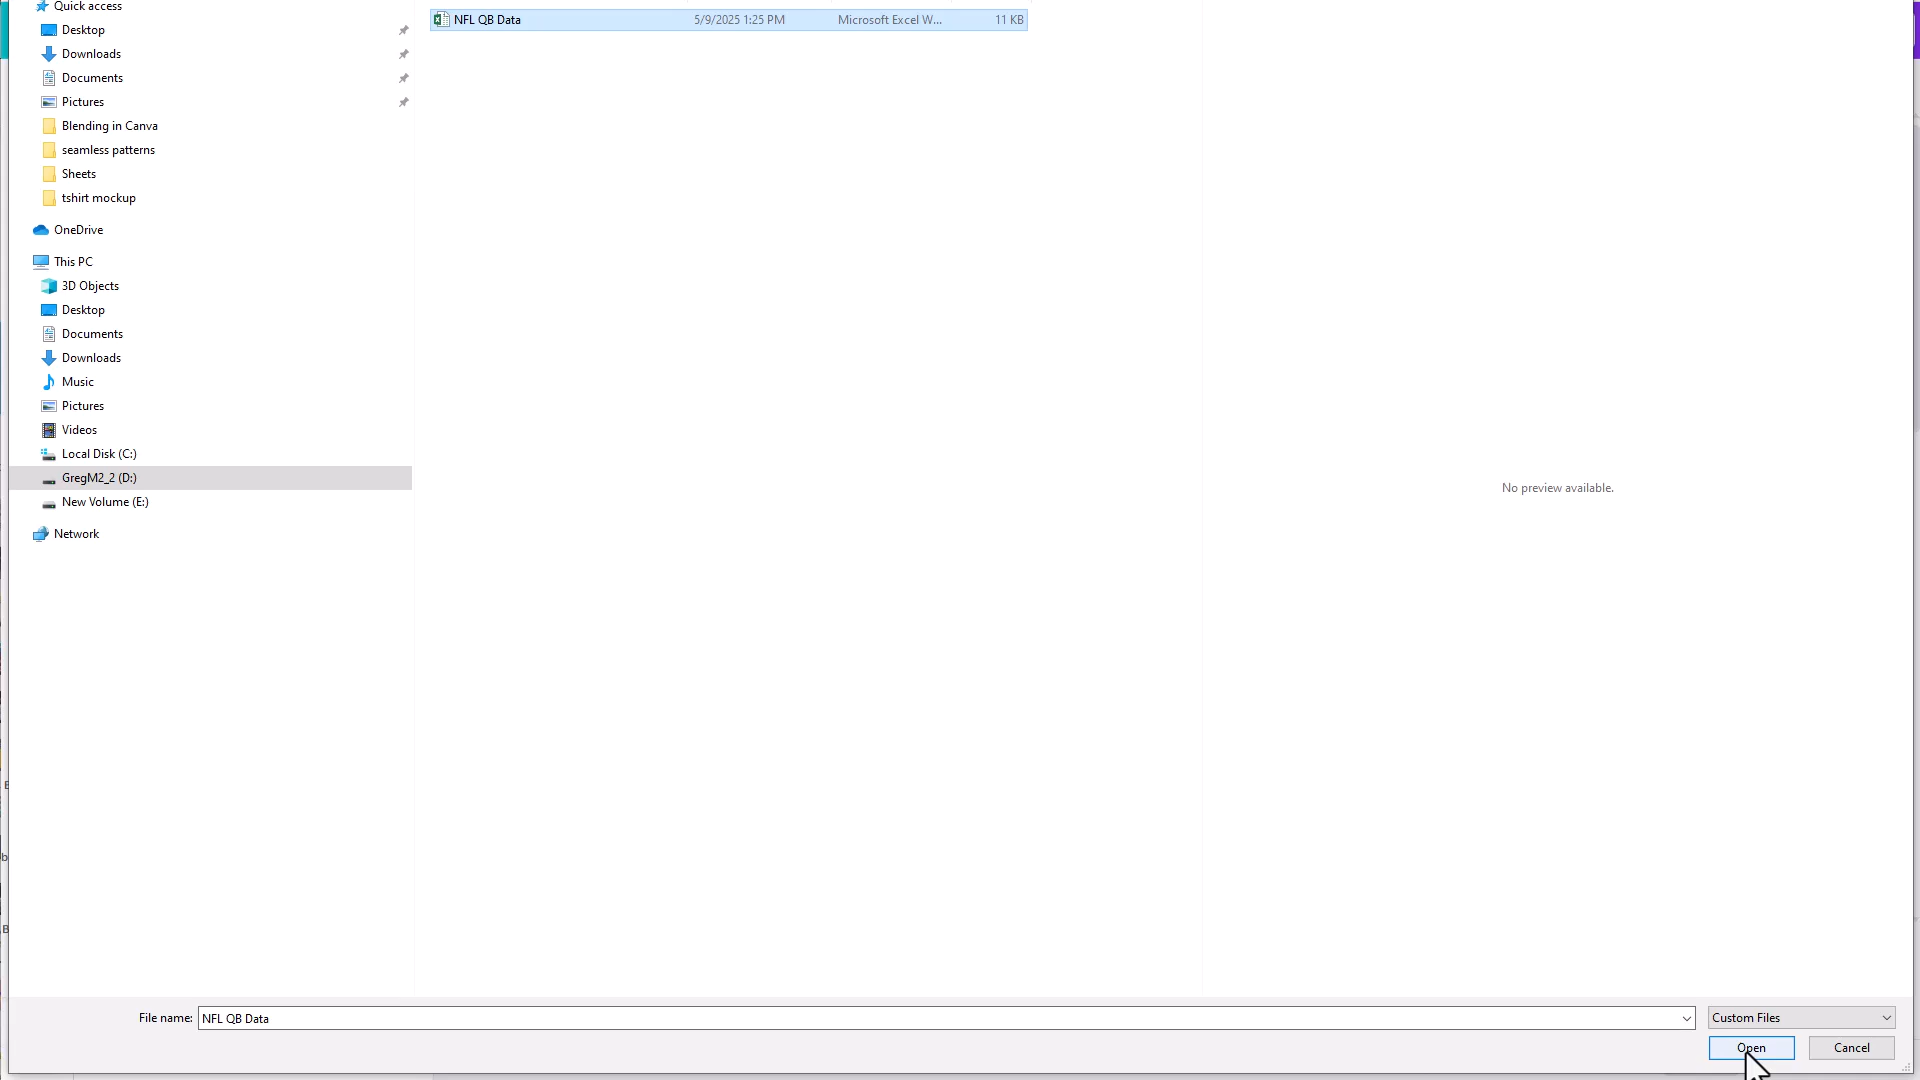 Quick access
NFL QB Data 5/9/2025 1:25 PM Microsoft Excel W... 11 KB
Desktop
Downloads
Documents
Pictures
Blending in Canva
seamless patterns
Sheets
tshirt mockup
OneDrive
This PC
3D Objects
Desktop
Documents
Downloads
Music
Pictures
Videos
Local Disk (C:)
GregM2_2 (D:)
New Volume (E:)
Network
No preview available.
File name: NFL QB Data Custom Files
Open Cancel